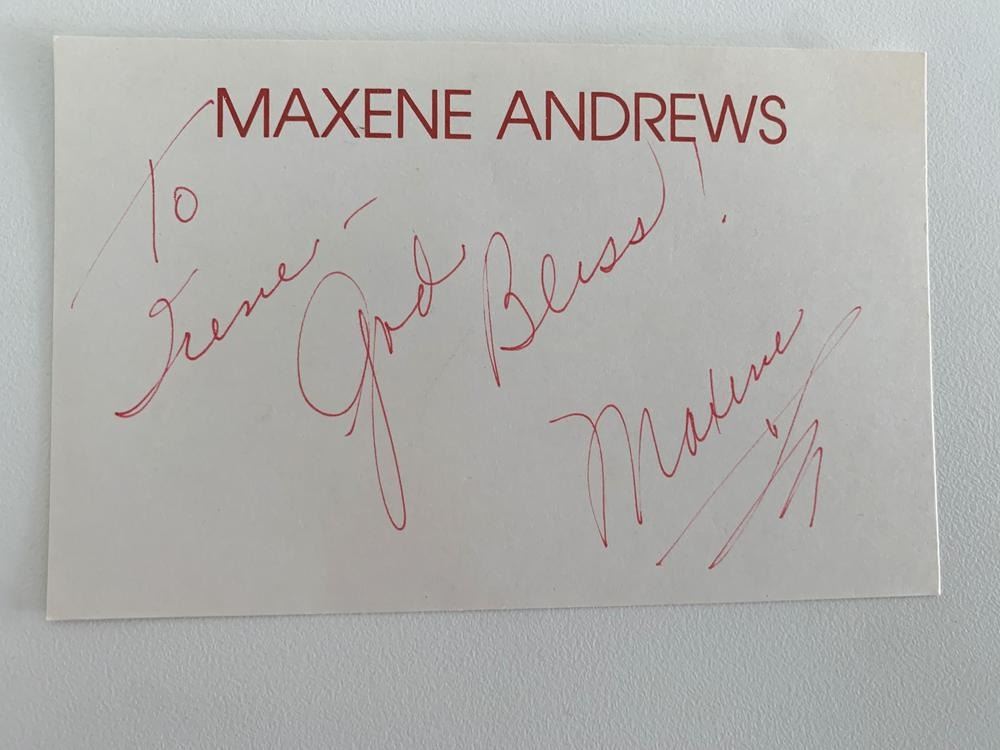 MAXENE ANDREWS
To
Irene -
God Bless!
Maxene